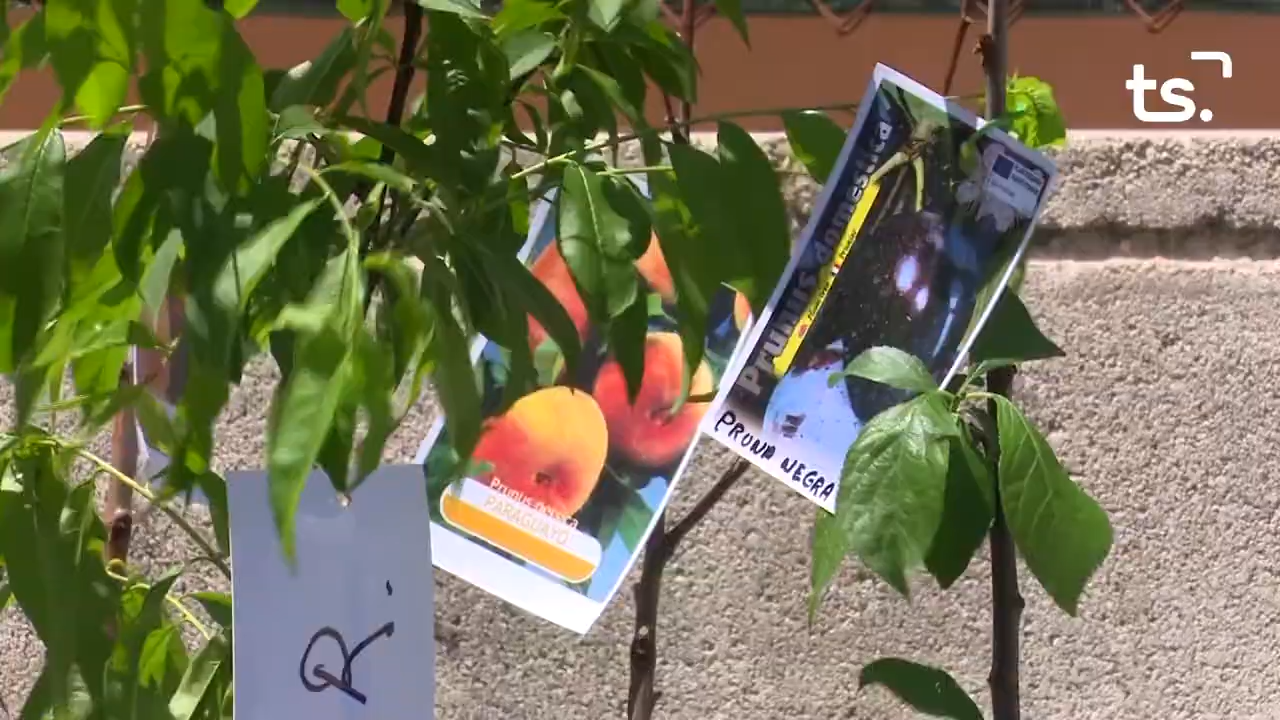 ts.
Prunus domestica
PRUNA NEGRA
Prunus persica
PARAGUAYO
R.